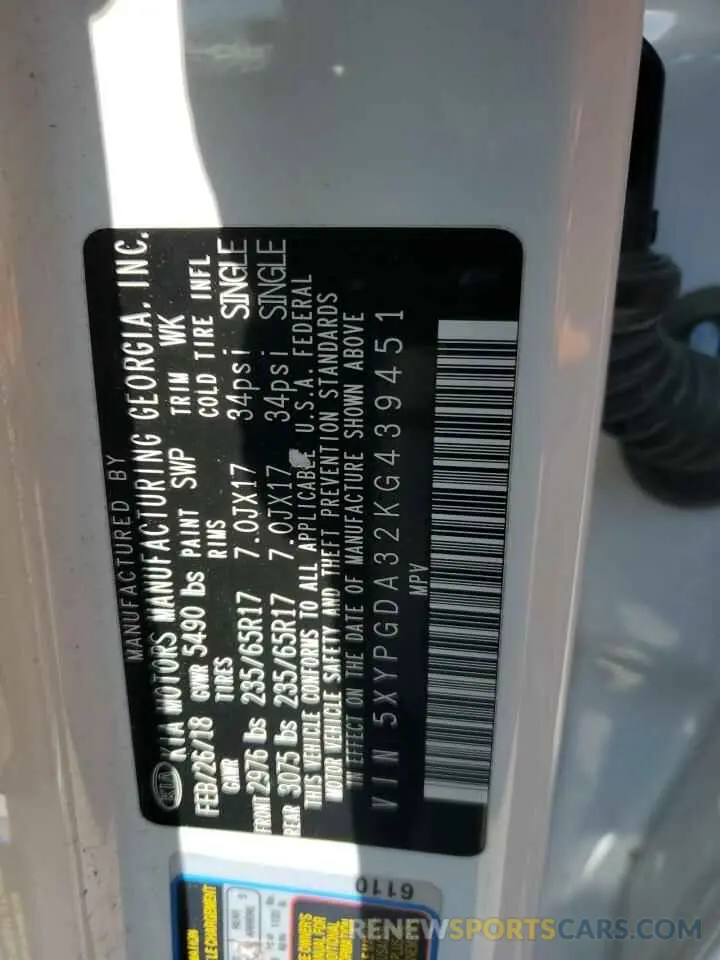 MANUFACTURED BY
KIA KIA MOTORS MANUFACTURING GEORGIA, INC.
FEB/26/18 GVWR 5490 lbs PAINT SWP TRIM WK
GAWR TIRES RIMS COLD TIRE INFL
FRONT 2976 lbs 235/65R17 7.0JX17 34psi SINGLE
REAR 3075 lbs 235/65R17 7.0JX17 34psi SINGLE
THIS VEHICLE CONFORMS TO ALL APPLICABLE U.S.A. FEDERAL
MOTOR VEHICLE SAFETY AND THEFT PREVENTION STANDARDS
IN EFFECT ON THE DATE OF MANUFACTURE SHOWN ABOVE
VIN 5XYPGDA32KG439451
MPV
6110
RENEWSPORTSCARS.COM